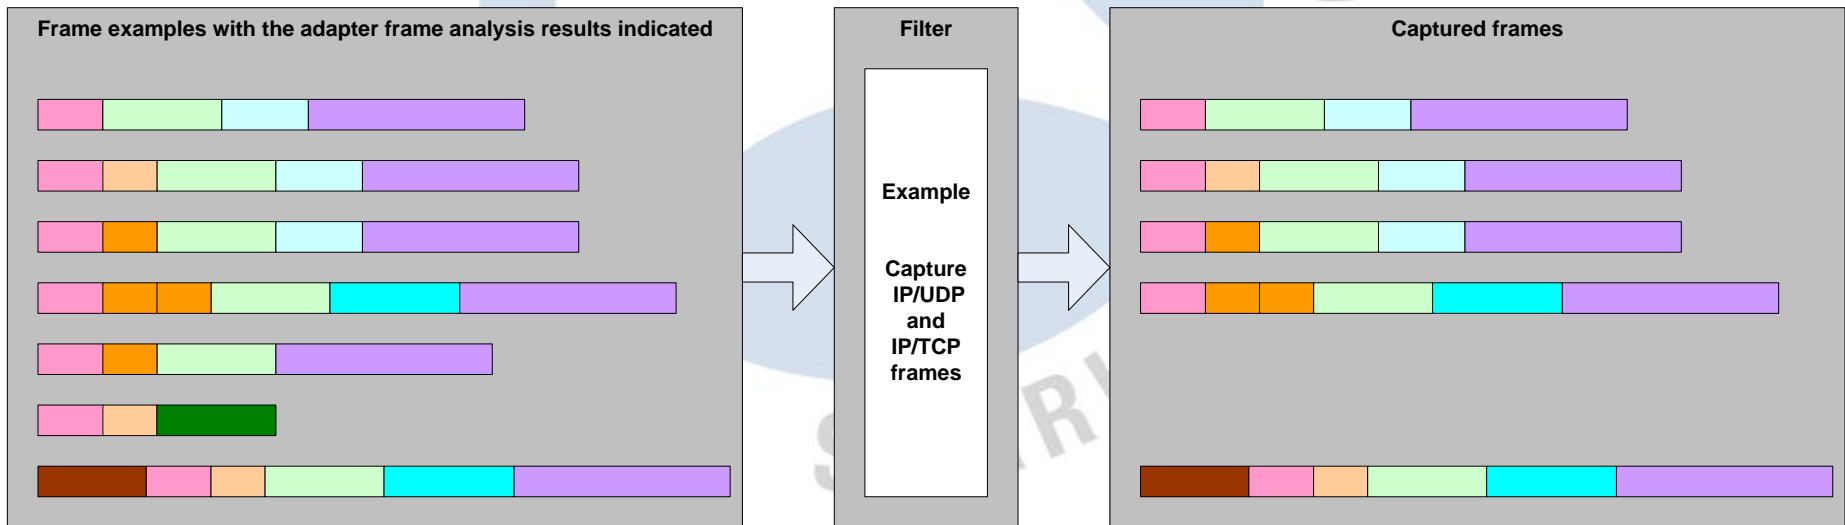 Frame examples with the adapter frame analysis results indicated
Filter
Captured frames
Example
Capture
IP/UDP
and
IP/TCP
frames